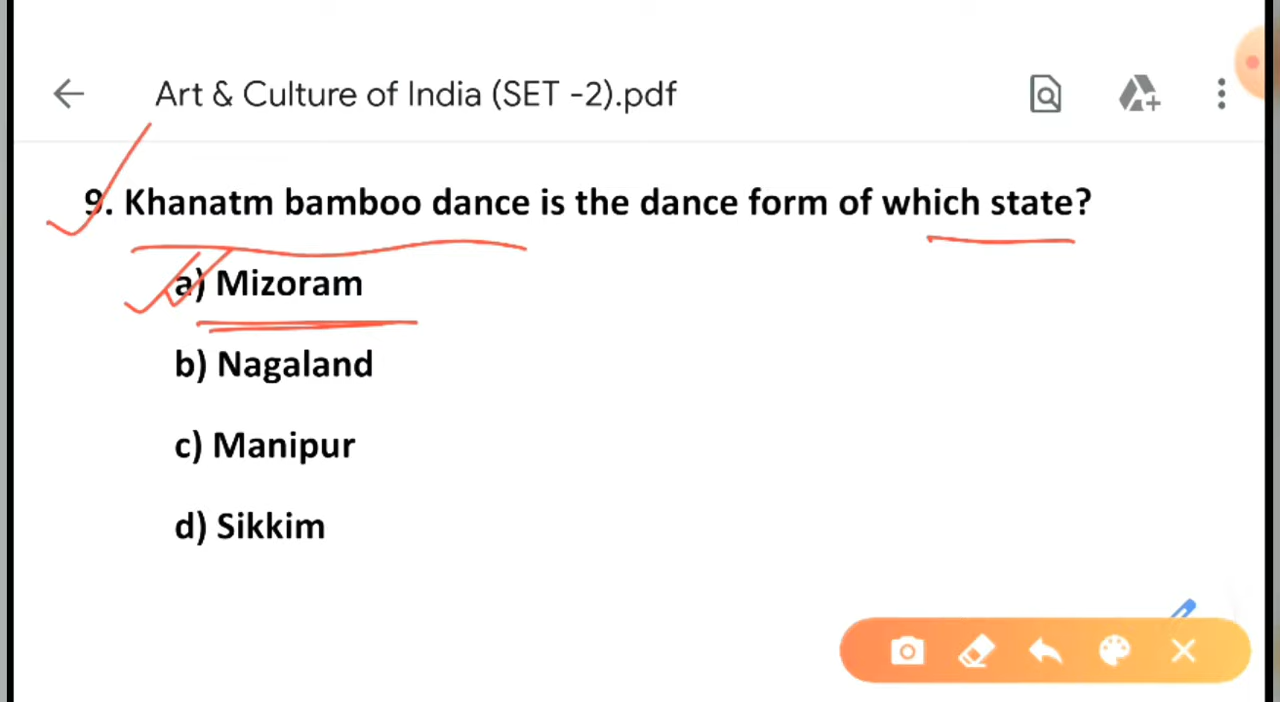 Art & Culture of India (SET -2).pdf
9. Khanatm bamboo dance is the dance form of which state?
a) Mizoram
b) Nagaland
c) Manipur
d) Sikkim